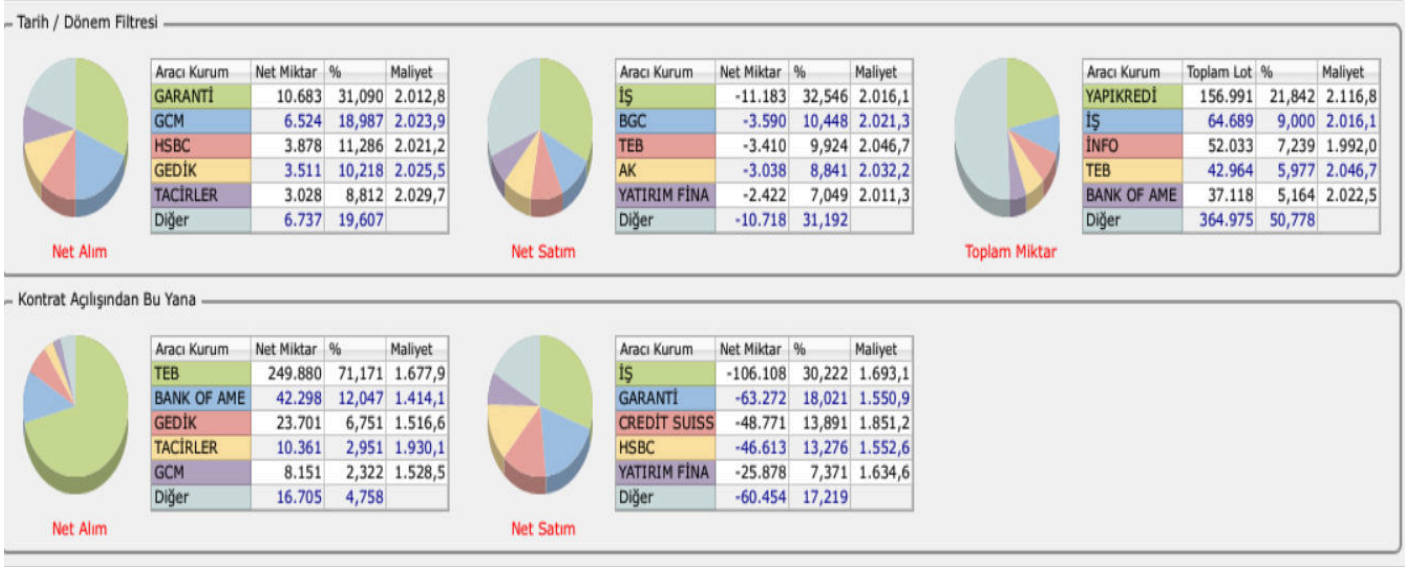 Tarih / Dönem Filtresi
Aracı Kurum Net Miktar % Maliyet
GARANTİ 10.683 31,090 2.012,8
GCM 6.524 18,987 2.023,9
HSBC 3.878 11,286 2.021,2
GEDİK 3.511 10,218 2.025,5
TACİRLER 3.028 8,812 2.029,7
Diğer 6.737 19,607
Net Alım
Aracı Kurum Net Miktar % Maliyet
İŞ -11.183 32,546 2.016,1
BGC -3.590 10,448 2.021,3
TEB -3.410 9,924 2.046,7
AK -3.038 8,841 2.032,2
YATIRIM FİNA -2.422 7,049 2.011,3
Diğer -10.718 31,192
Net Satım
Aracı Kurum Toplam Lot % Maliyet
YAPIKREDİ 156.991 21,842 2.116,8
İŞ 64.689 9,000 2.016,1
İNFO 52.033 7,239 1.992,0
TEB 42.964 5,977 2.046,7
BANK OF AME 37.118 5,164 2.022,5
Diğer 364.975 50,778
Toplam Miktar
Kontrat Açılışından Bu Yana
Aracı Kurum Net Miktar % Maliyet
TEB 249.880 71,171 1.677,9
BANK OF AME 42.298 12,047 1.414,1
GEDİK 23.701 6,751 1.516,6
TACİRLER 10.361 2,951 1.930,1
GCM 8.151 2,322 1.528,5
Diğer 16.705 4,758
Net Alım
Aracı Kurum Net Miktar % Maliyet
İŞ -106.108 30,222 1.693,1
GARANTİ -63.272 18,021 1.550,9
CREDİT SUISS -48.771 13,891 1.851,2
HSBC -46.613 13,276 1.552,6
YATIRIM FİNA -25.878 7,371 1.634,6
Diğer -60.454 17,219
Net Satım